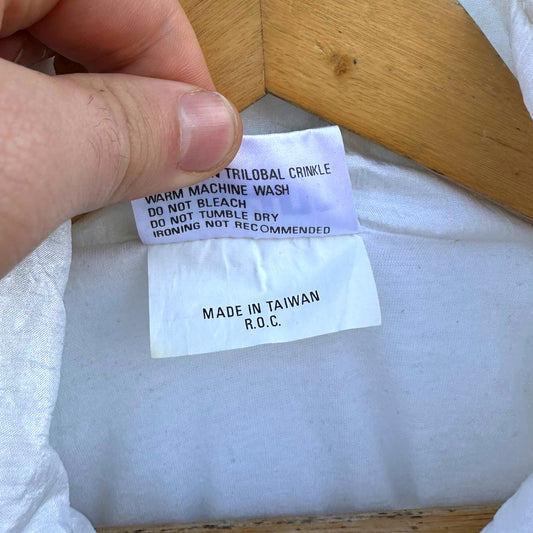 TRILOBAL CRINKLE
WARM MACHINE WASH
DO NOT BLEACH
DO NOT TUMBLE DRY
IRONING NOT RECOMMENDED
MADE IN TAIWAN
R.O.C.